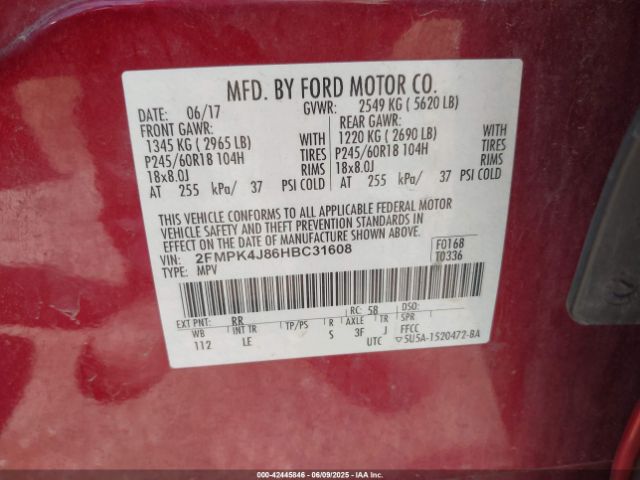 MFD. BY FORD MOTOR CO.
DATE: 06/17 GVWR: 2549 KG ( 5620 LB)
FRONT GAWR: REAR GAWR:
1345 KG ( 2965 LB) WITH 1220 KG ( 2690 LB) WITH
P245/60R18 104H TIRES P245/60R18 104H TIRES
18x8.0J RIMS 18x8.0J RIMS
AT 255 kPa/ 37 PSI COLD AT 255 kPa/ 37 PSI COLD
THIS VEHICLE CONFORMS TO ALL APPLICABLE FEDERAL MOTOR
VEHICLE SAFETY AND THEFT PREVENTION STANDARDS IN
EFFECT ON THE DATE OF MANUFACTURE SHOWN ABOVE.
VIN: 2FMPK4J86HBC31608 F0168
TYPE: MPV T0336
EXT PNT: RR RC: 58 DSO:
WB INT TR TP/PS R AXLE TR SPR
112 LE S 3F J FFCC
UTC ▽5U5A-1520472-BA
000-42445846 06/09/2025 IAA Inc.